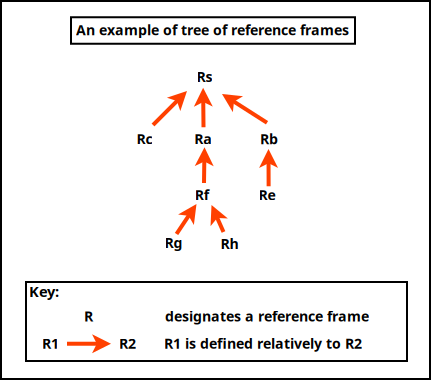 An example of tree of reference frames
Rs
Rc Ra Rb
Rf Re
Rg Rh
Key:
R designates a reference frame
R1 R2 R1 is defined relatively to R2